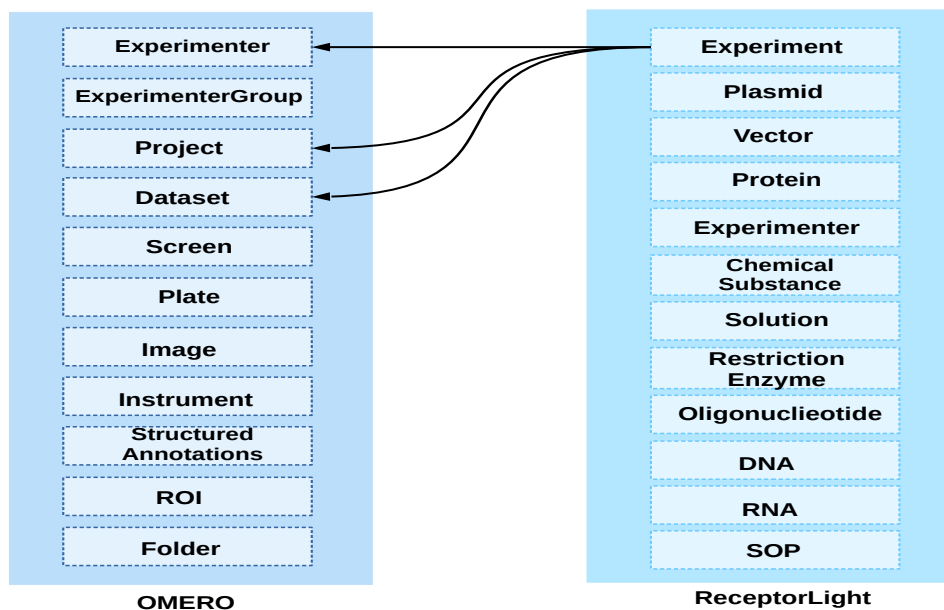 Experimenter
ExperimenterGroup
Project
Dataset
Screen
Plate
Image
Instrument
Structured
Annotations
ROI
Folder
OMERO
Experiment
Plasmid
Vector
Protein
Experimenter
Chemical
Substance
Solution
Restriction
Enzyme
Oligonuclieotide
DNA
RNA
SOP
ReceptorLight